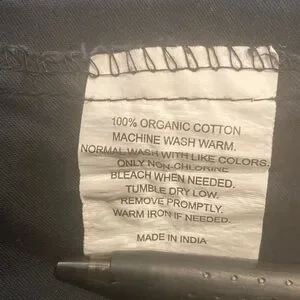 100% ORGANIC COTTON
MACHINE WASH WARM.
NORMAL WASH WITH LIKE COLORS.
ONLY NON-CHLORINE
BLEACH WHEN NEEDED.
TUMBLE DRY LOW.
REMOVE PROMPTLY.
WARM IRON IF NEEDED.
MADE IN INDIA